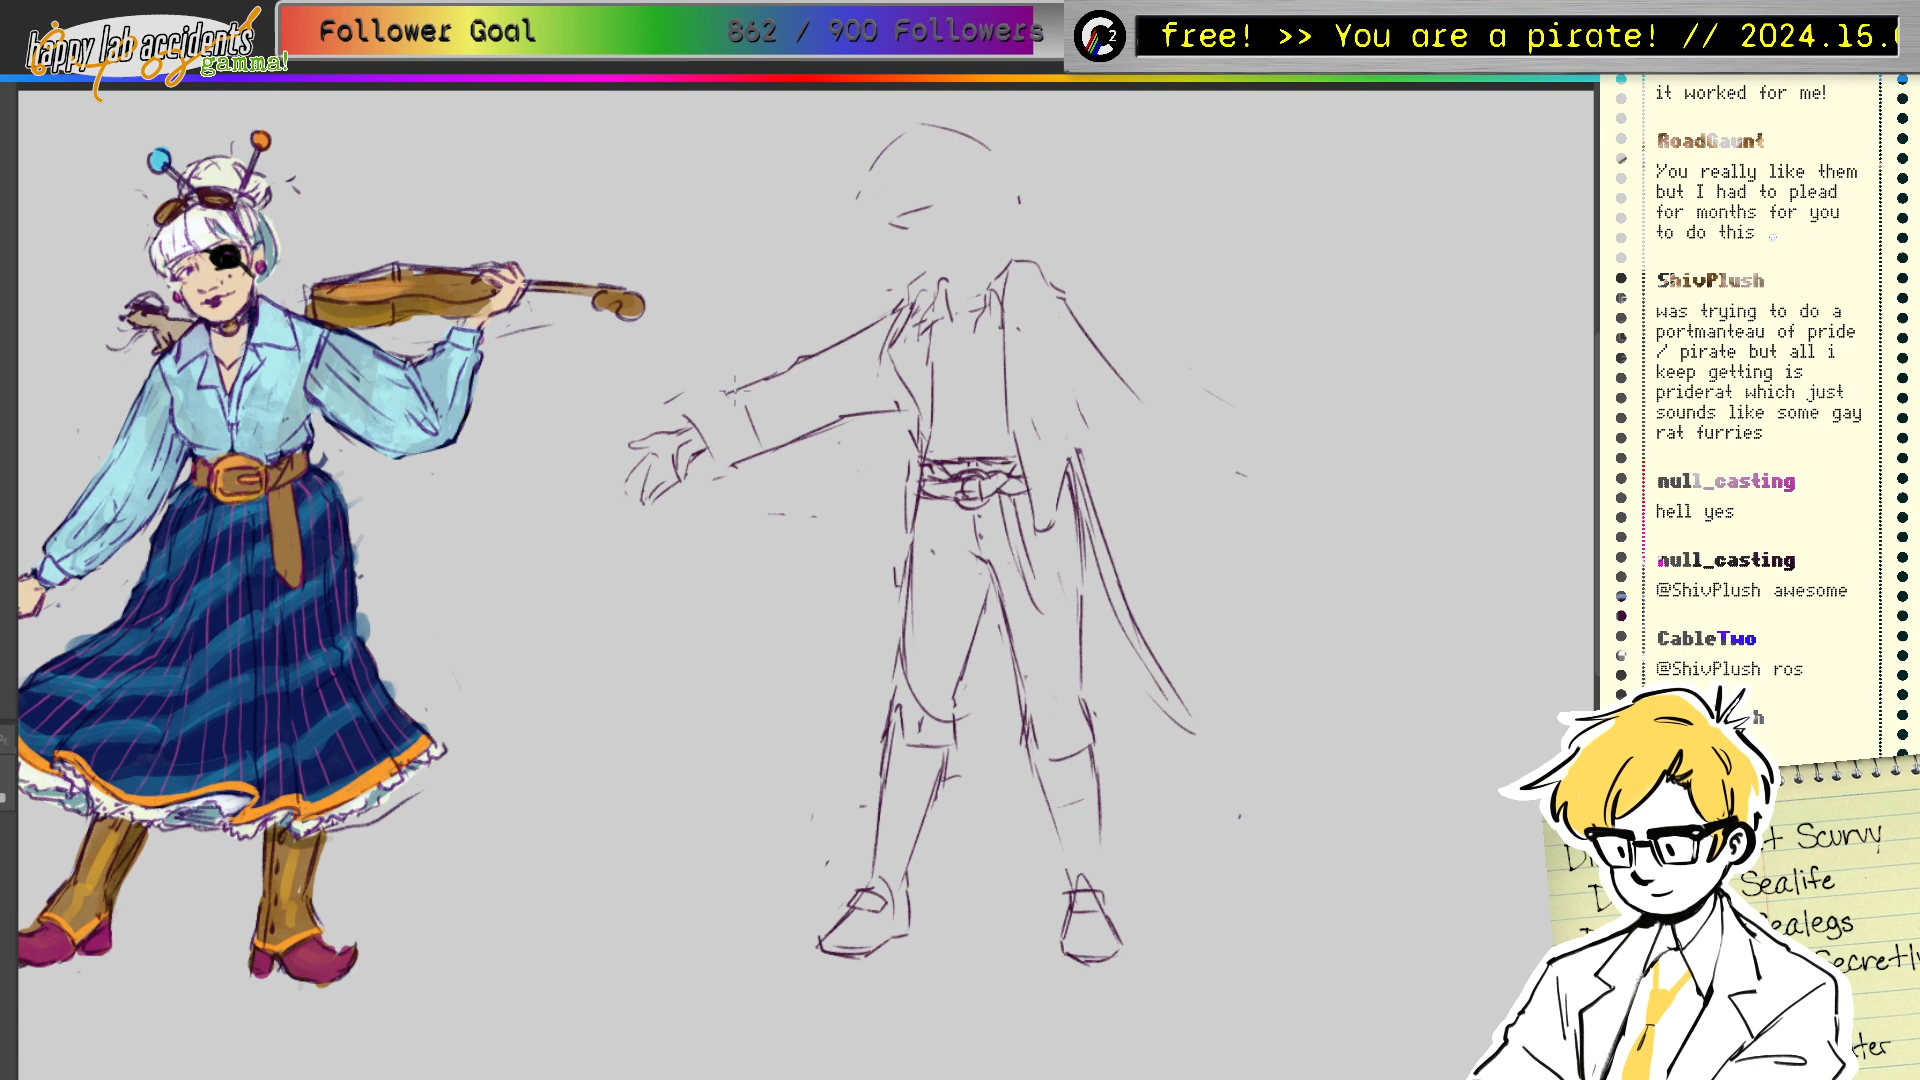 happy lab accidents
gamma!
Follower Goal 862 / 900 Followers
free! >> You are a pirate! // 2024.15.
it worked for me!
RoadGaunt
You really like them
but I had to plead
for months for you
to do this
ShivPlush
was trying to do a
portmanteau of pride
/ pirate but all i
keep getting is
priderat which just
sounds like some gay
rat furries
null_casting
hell yes
null_casting
@ShivPlush awesome
CableTwo
@ShivPlush ros
h
Scurvy
Sealife
ealegs
Secretly